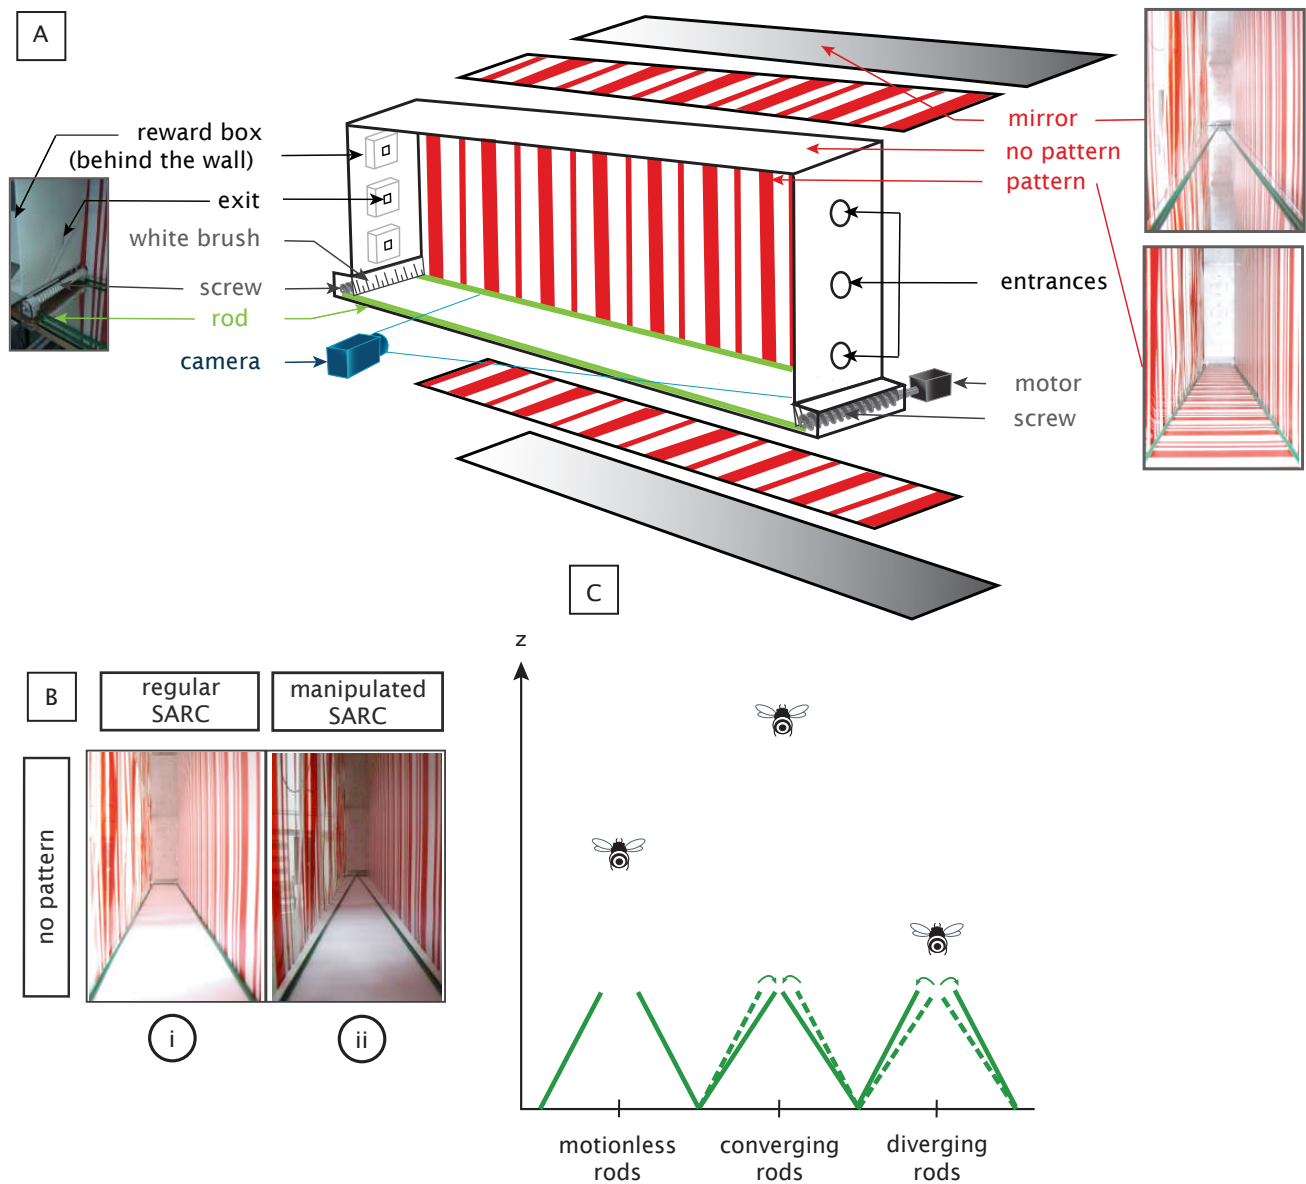 A
reward box
(behind the wall)
exit
white brush
screw
rod
camera
mirror
no pattern
pattern
entrances
motor
screw
B
regular
SARC
manipulated
SARC
no pattern
i
ii
C
z
motionless
rods
converging
rods
diverging
rods